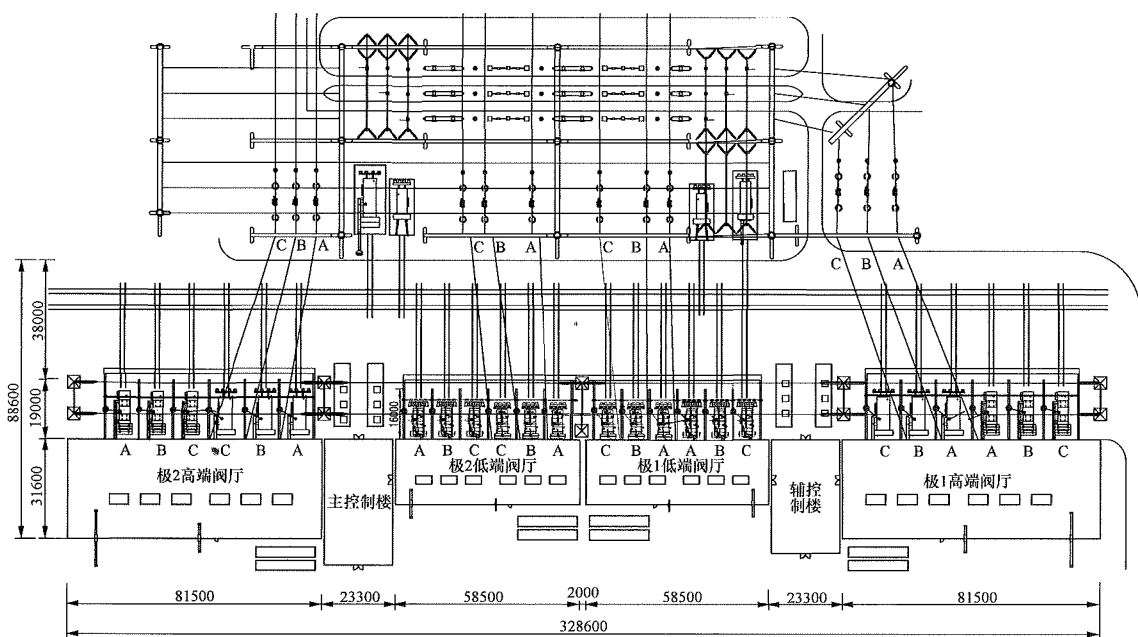 C B A
C B A
C B A
C B A
38000
88600
19000
18000
31600
A B C C B A
A B C C B A
C B A A B C
C B A A B C
极2高端阀厅
主控制楼
极2低端阀厅
极1低端阀厅
辅控
制楼
极1高端阀厅
81500
23300
58500
2000
58500
23300
81500
328600